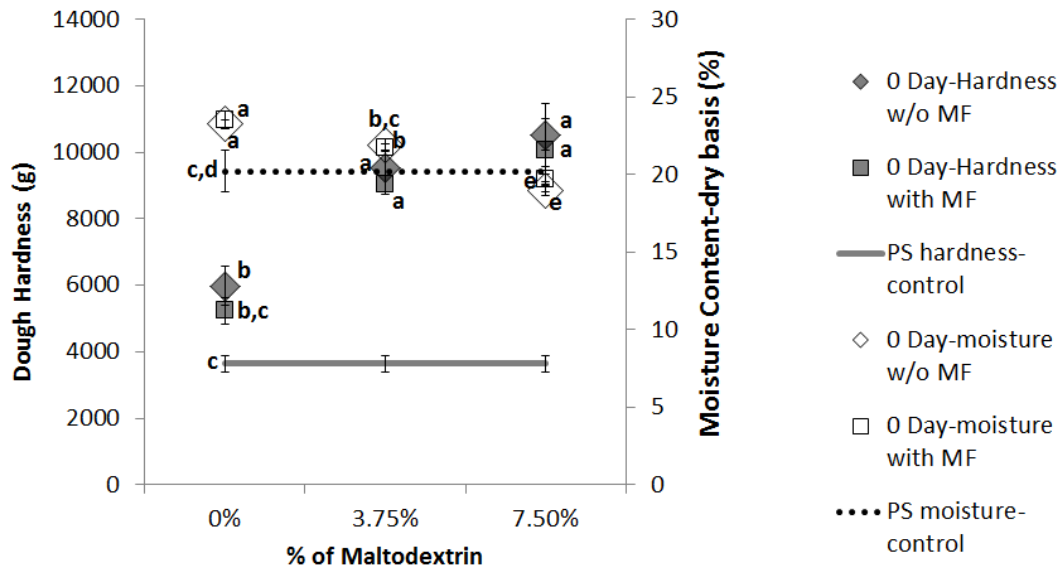 14000
12000
10000
8000
6000
4000
2000
0
Dough Hardness (g)
a
a
c,d
b
b,c
c
b,c
b
a
a
a
a
e
e
30
25
20
15
10
5
0
Moisture Content-dry basis (%)
0%
3.75%
7.50%
% of Maltodextrin
0 Day-Hardness
w/o MF
0 Day-Hardness
with MF
PS hardness-
control
0 Day-moisture
w/o MF
0 Day-moisture
with MF
PS moisture-
control